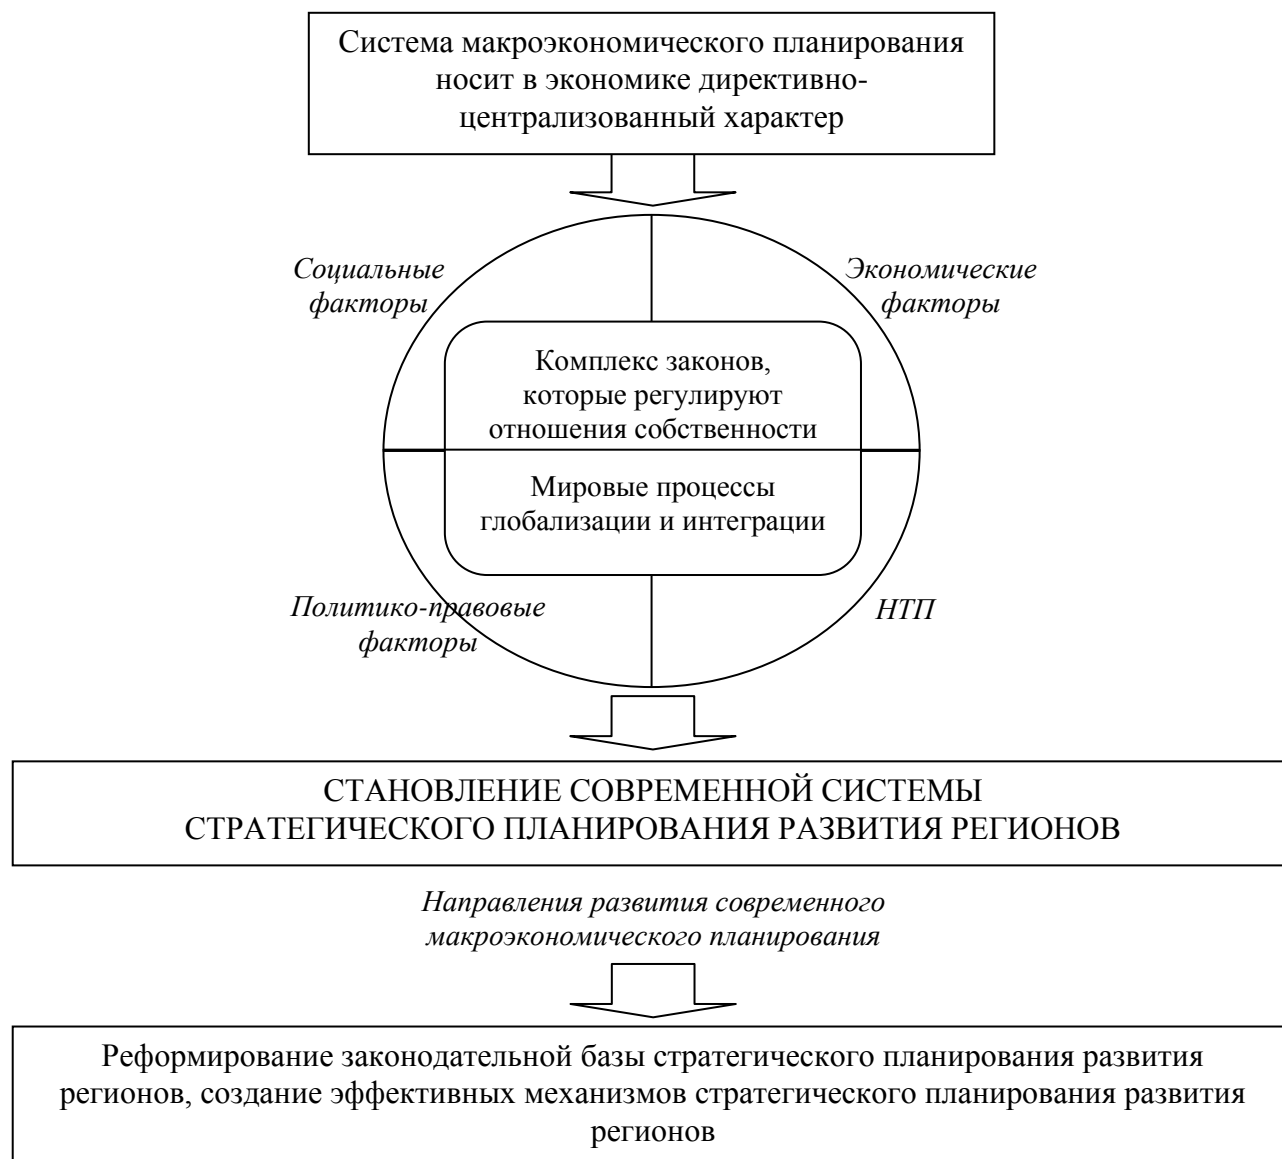 Система макроэкономического планирования
носит в экономике директивно-
централизованный характер
Социальные
факторы
Экономические
факторы
Комплекс законов,
которые регулируют
отношения собственности
Мировые процессы
глобализации и интеграции
Политико-правовые
факторы
НТП
СТАНОВЛЕНИЕ СОВРЕМЕННОЙ СИСТЕМЫ
СТРАТЕГИЧЕСКОГО ПЛАНИРОВАНИЯ РАЗВИТИЯ РЕГИОНОВ
Направления развития современного
макроэкономического планирования
Реформирование законодательной базы стратегического планирования развития
регионов, создание эффективных механизмов стратегического планирования развития
регионов